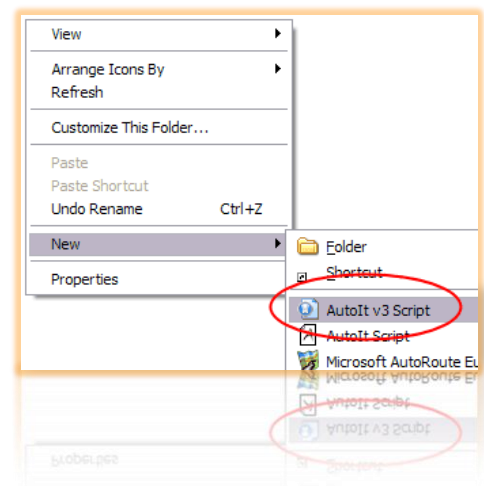 View
Arrange Icons By
Refresh
Customize This Folder...
Paste
Paste Shortcut
Undo Rename Ctrl+Z
New
Properties
Folder
Shortcut
AutoIt v3 Script
AutoIt Script
Microsoft AutoRoute Eu